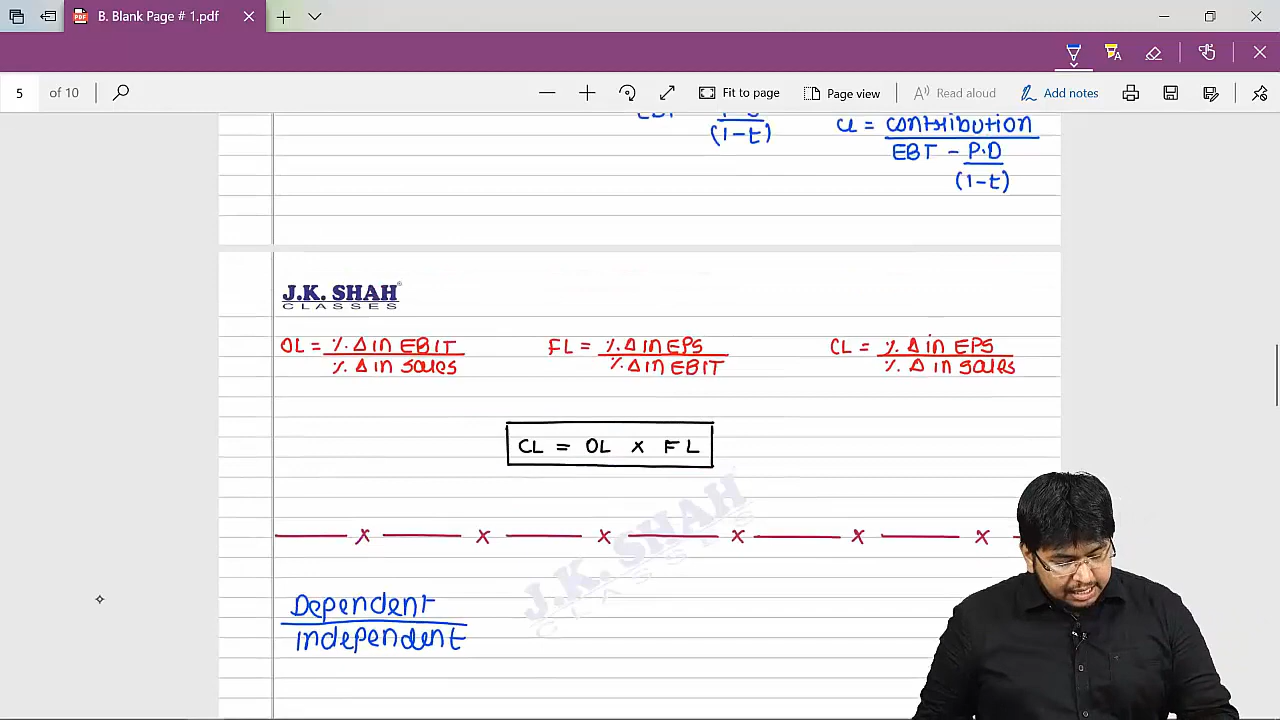 B. Blank Page # 1.pdf
5 of 10
Fit to page
Page view
Read aloud
Add notes
(1-t)
CL = Contribution
EBT - P.D
(1-t)
J.K. SHAH
CLASSES
OL = % Δ in EBIT
% Δ in Sales
FL = % Δ in EPS
% Δ in EBIT
CL = % Δ in EPS
% Δ in Sales
CL = OL x FL
x x x x x x
J.K. SHAH
CLASSES
Dependent
independent